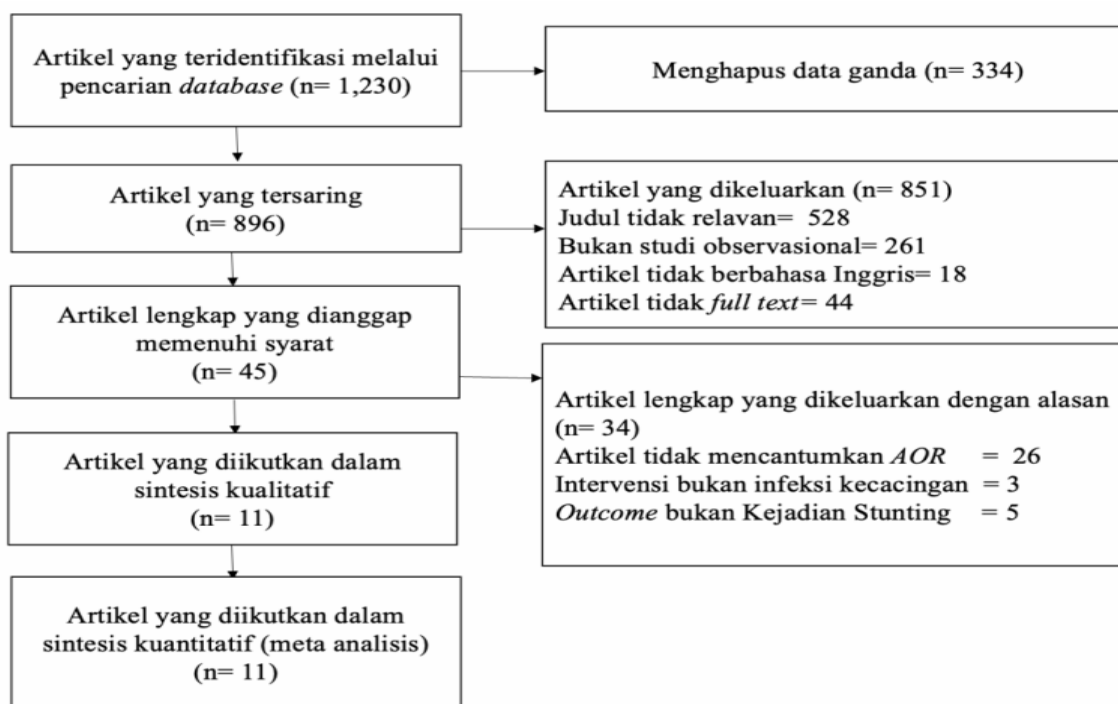 Artikel yang teridentifikasi melalui
pencarian database (n= 1,230)
Menghapus data ganda (n= 334)
Artikel yang tersaring
(n= 896)
Artikel yang dikeluarkan (n= 851)
Judul tidak relavan= 528
Bukan studi observasional= 261
Artikel tidak berbahasa Inggris= 18
Artikel tidak full text= 44
Artikel lengkap yang dianggap
memenuhi syarat
(n= 45)
Artikel lengkap yang dikeluarkan dengan alasan
(n= 34)
Artikel tidak mencantumkan AOR = 26
Intervensi bukan infeksi kecacingan = 3
Outcome bukan Kejadian Stunting = 5
Artikel yang diikutkan dalam
sintesis kualitatif
(n= 11)
Artikel yang diikutkan dalam
sintesis kuantitatif (meta analisis)
(n= 11)